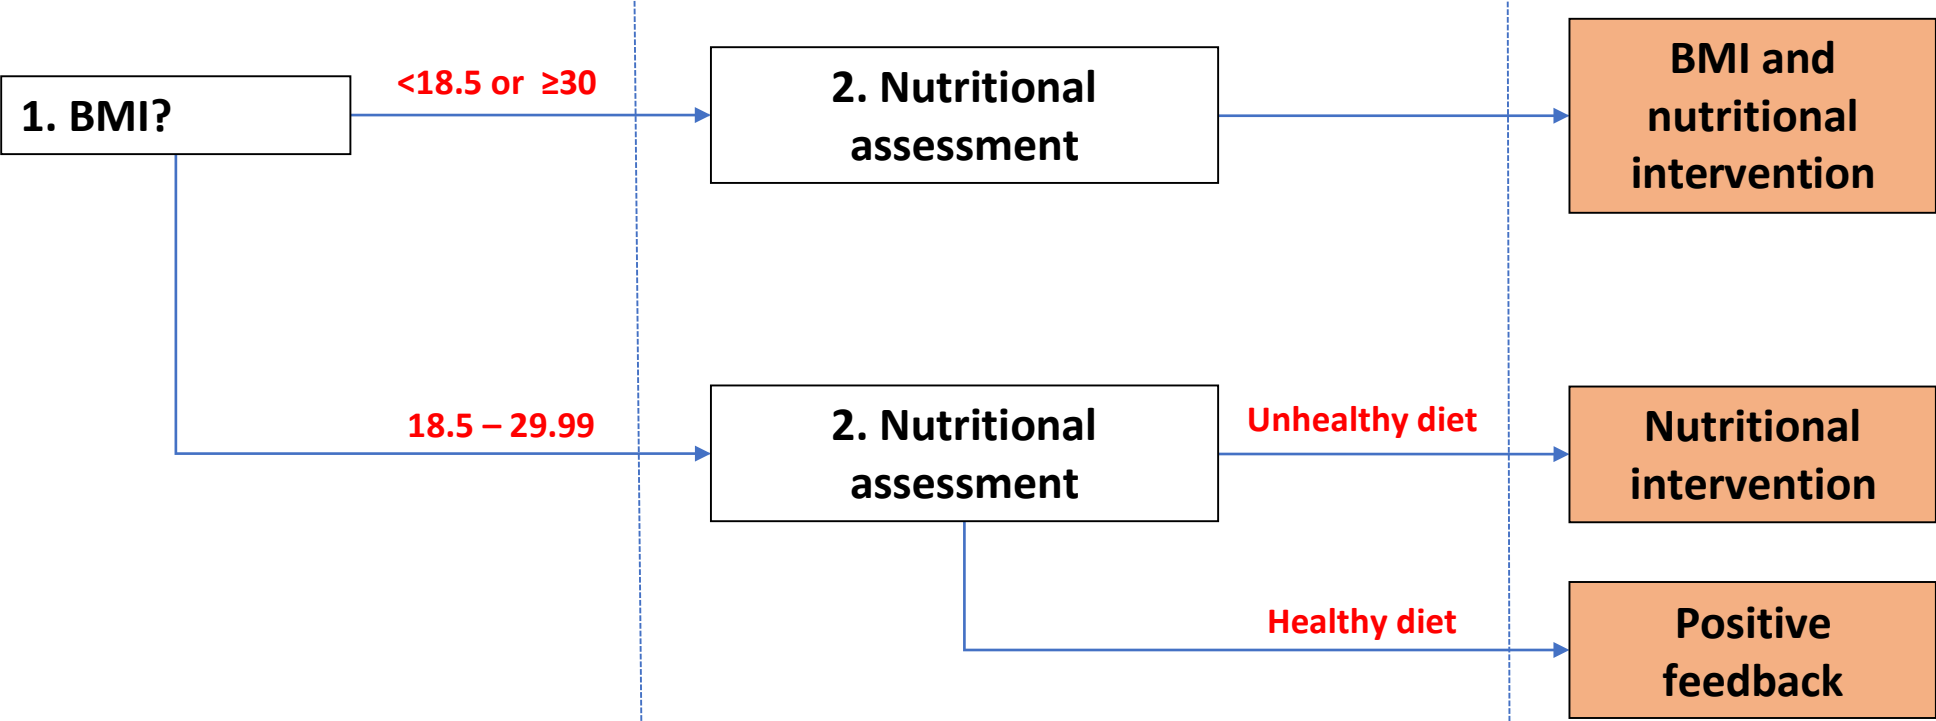 1. BMI?
<18.5 or  ≥30
2. Nutritional
assessment
BMI and
nutritional
intervention
18.5 – 29.99
2. Nutritional
assessment
Unhealthy diet
Nutritional
intervention
Healthy diet
Positive
feedback